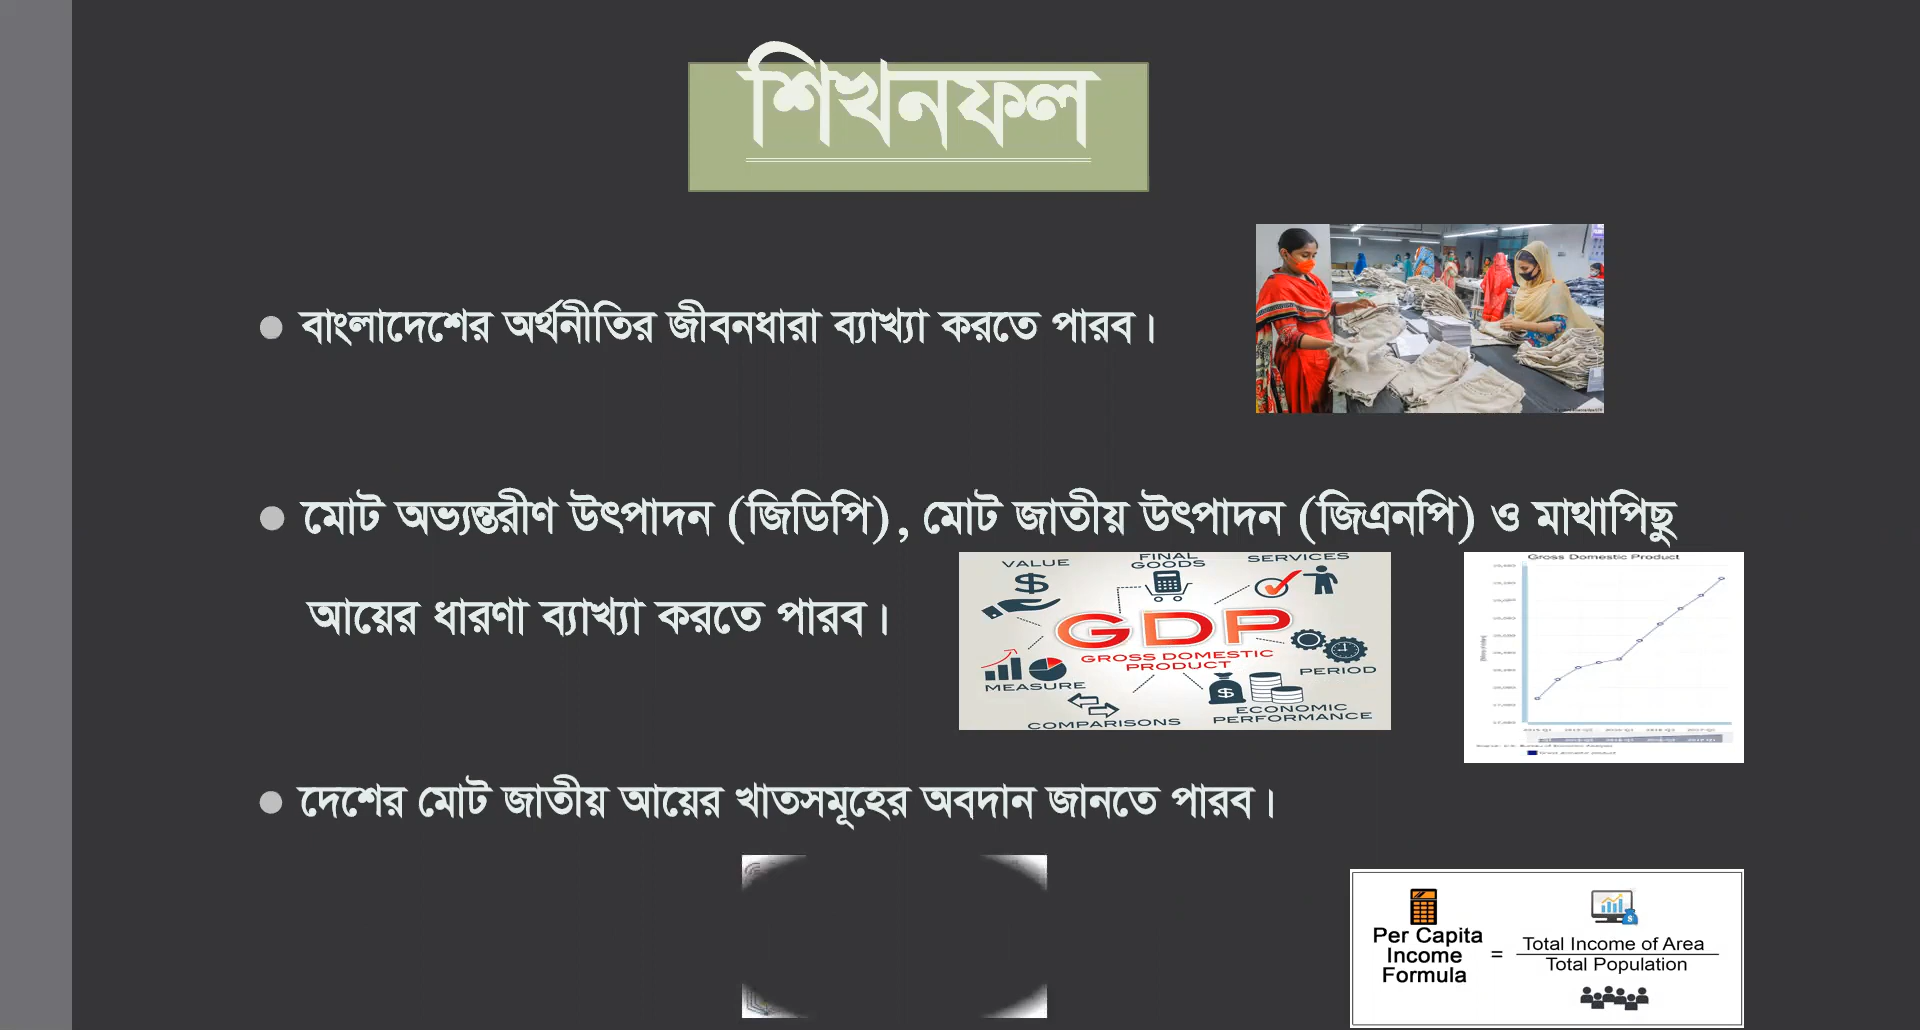 শিখনফল
বাংলাদেশের অর্থনীতির জীবনধারা ব্যাখ্যা করতে পারব।
মোট অভ্যন্তরীণ উৎপাদন (জিডিপি), মোট জাতীয় উৎপাদন (জিএনপি) ও মাথাপিছু
আয়ের ধারণা ব্যাখ্যা করতে পারব।
VALUE
FINAL
GOODS
SERVICES
GDP
GROSS DOMESTIC
PRODUCT
PERIOD
MEASURE
COMPARISONS
ECONOMIC
PERFORMANCE
Gross Domestic Product
দেশের মোট জাতীয় আয়ের খাতসমূহের অবদান জানতে পারব।
Per Capita
Income
Formula
=
Total Income of Area
Total Population